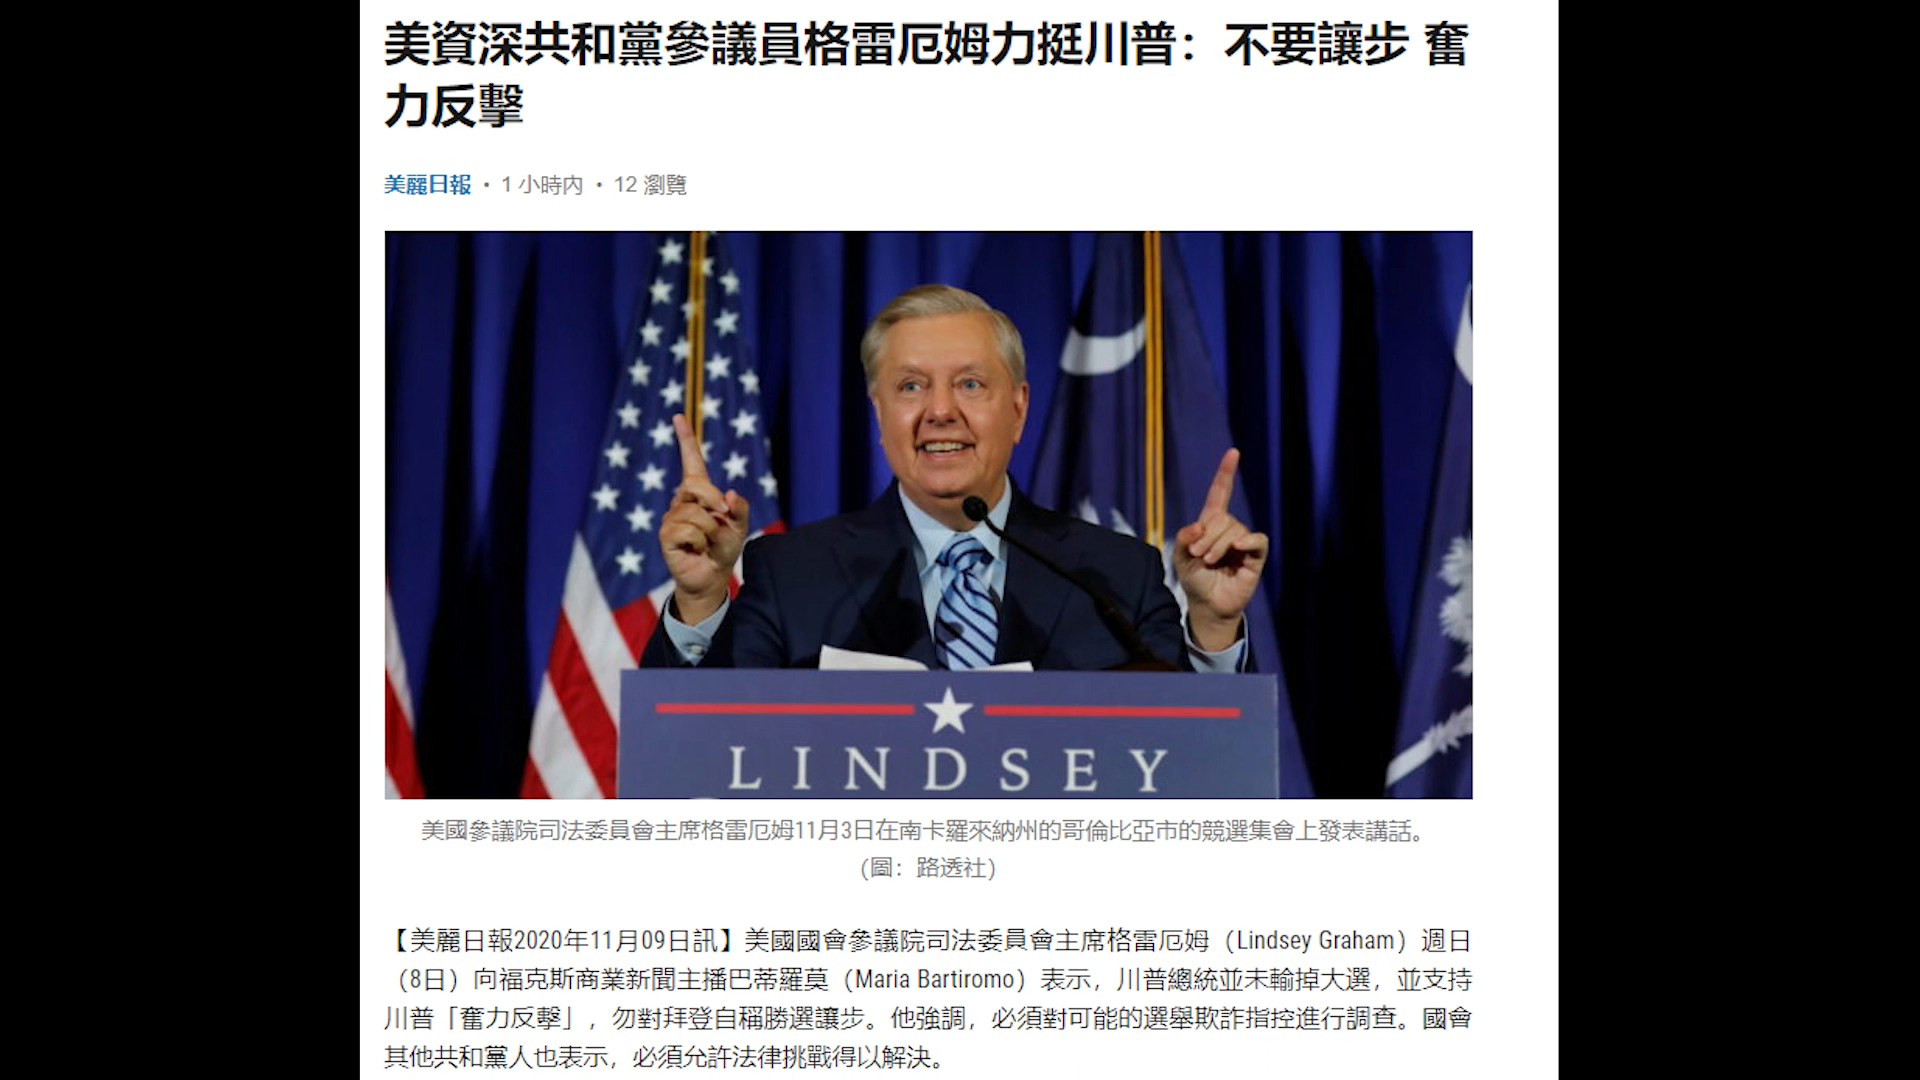 美資深共和黨參議員格雷厄姆力挺川普：不要讓步 奮
力反擊
美麗日報 • 1 小時內 • 12 瀏覽
LINDSEY
美國參議院司法委員會主席格雷厄姆11月3日在南卡羅來納州的哥倫比亞市的競選集會上發表講話。
（圖：路透社）
【美麗日報2020年11月09日訊】美國國會參議院司法委員會主席格雷厄姆（Lindsey Graham）週日
（8日）向福克斯商業新聞主播巴蒂羅莫（Maria Bartiromo）表示，川普總統並未輸掉大選，並支持
川普「奮力反擊」，勿對拜登自稱勝選讓步。他強調，必須對可能的選舉欺詐指控進行調查。國會
其他共和黨人也表示，必須允許法律挑戰得以解決。